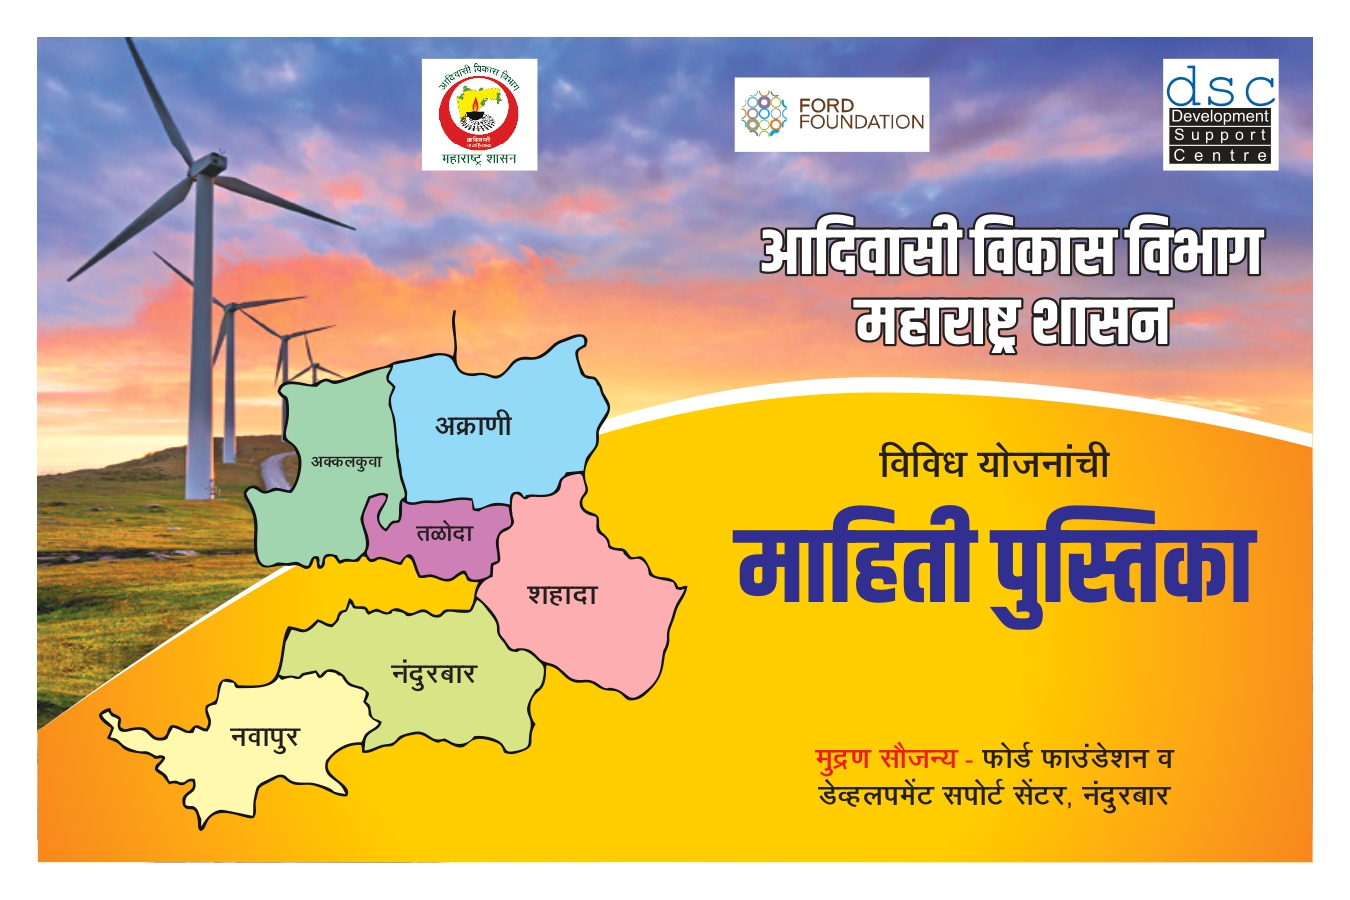 आदिवासी विकास विभाग
महाराष्ट्र शासन
FORD
FOUNDATION
dsc
Development
Support
Centre
आदिवासी विकास विभाग
महाराष्ट्र शासन
अक्राणी
अक्कलकुवा
तळोदा
शहादा
नंदुरबार
नवापुर
विविध योजनांची
माहिती पुस्तिका
मुद्रण सौजन्य - फोर्ड फाउंडेशन व
डेव्हलपमेंट सपोर्ट सेंटर, नंदुरबार